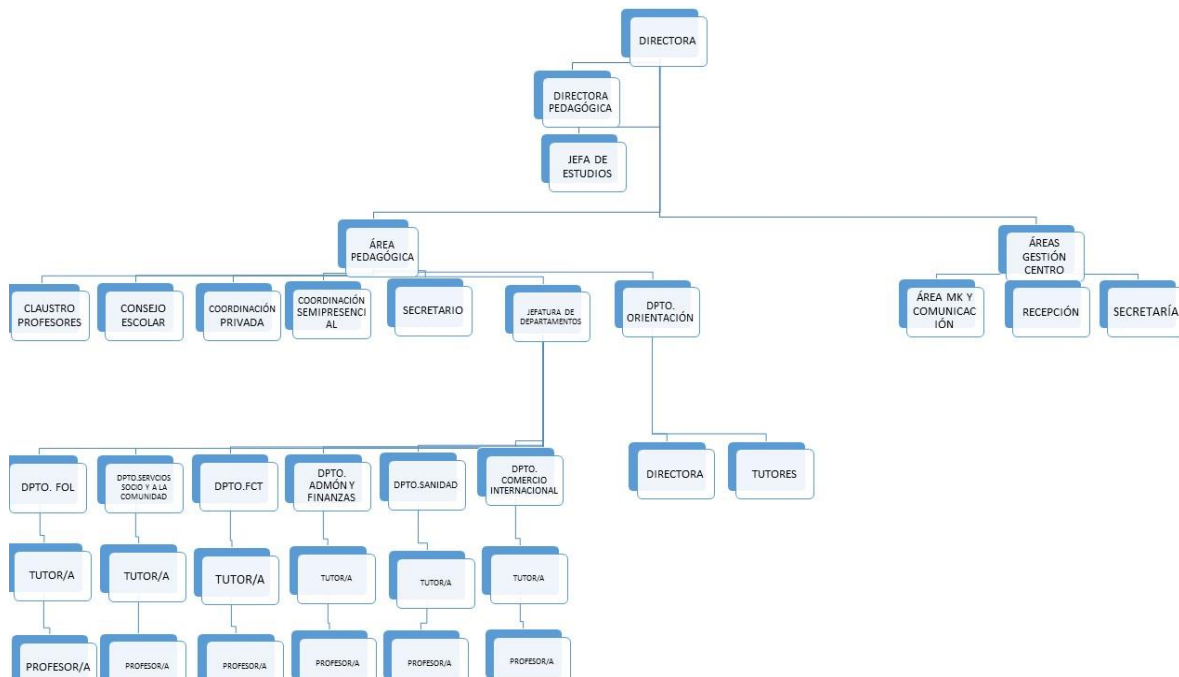 DIRECTORA
DIRECTORA
PEDAGÓGICA
JEFA DE
ESTUDIOS
ÁREA
PEDAGÓGICA
ÁREAS
GESTIÓN
CENTRO
CLAUSTRO
PROFESORES
CONSEJO
ESCOLAR
COORDINACIÓN
PRIVADA
COORDINACIÓN
SEMIPRESENCI
AL
SECRETARIO
JEFATURA DE
DEPARTAMENTOS
DPTO.
ORIENTACIÓN
ÁREA MK Y
COMUNICAC
IÓN
RECEPCIÓN
SECRETARÍA
DPTO. FOL
DPTO.SERVCIOS
SOCIO Y A LA
COMUNIDAD
DPTO.FCT
DPTO.
ADMÓN Y
FINANZAS
DPTO.SANIDAD
DPTO.
COMERCIO
INTERNACIONAL
DIRECTORA
TUTORES
TUTOR/A
TUTOR/A
TUTOR/A
TUTOR/A
TUTOR/A
TUTOR/A
PROFESOR/A
PROFESOR/A
PROFESOR/A
PROFESOR/A
PROFESOR/A
PROFESOR/A